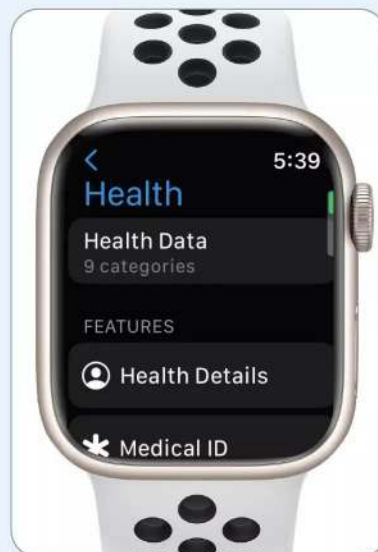 5:39
Health
Health Data
9 categories
FEATURES
Health Details
Medical ID